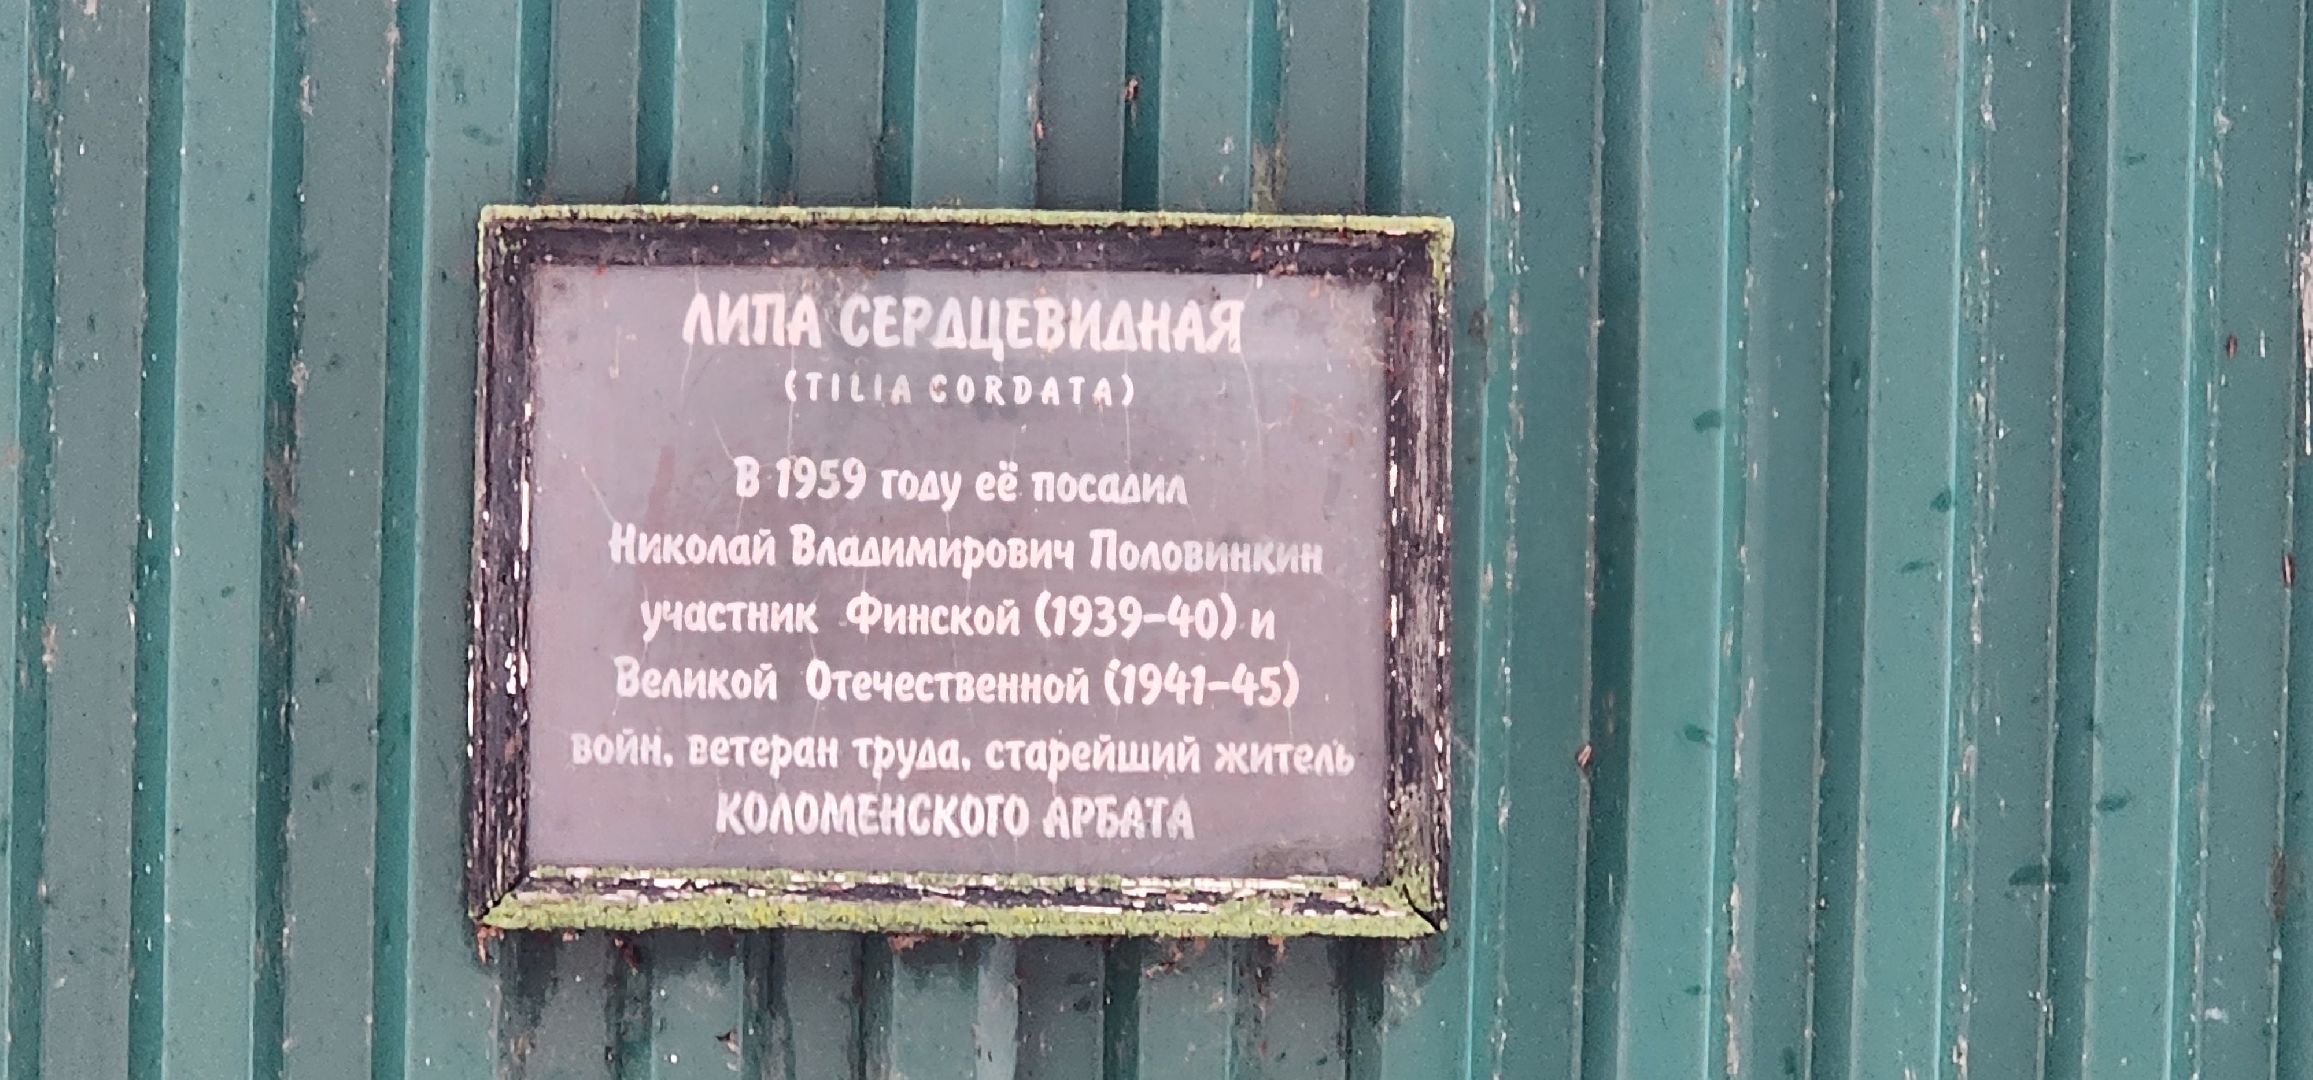 ЛИПА СЕРДЦЕВИДНАЯ
(TILIA CORDATA)
В 1959 году её посадил
Николай Владимирович Половинкин
участник Финской (1939-40) и
Великой Отечественной (1941-45)
войн, ветеран труда, старейший житель
КОЛОМЕНСКОГО АРБАТА